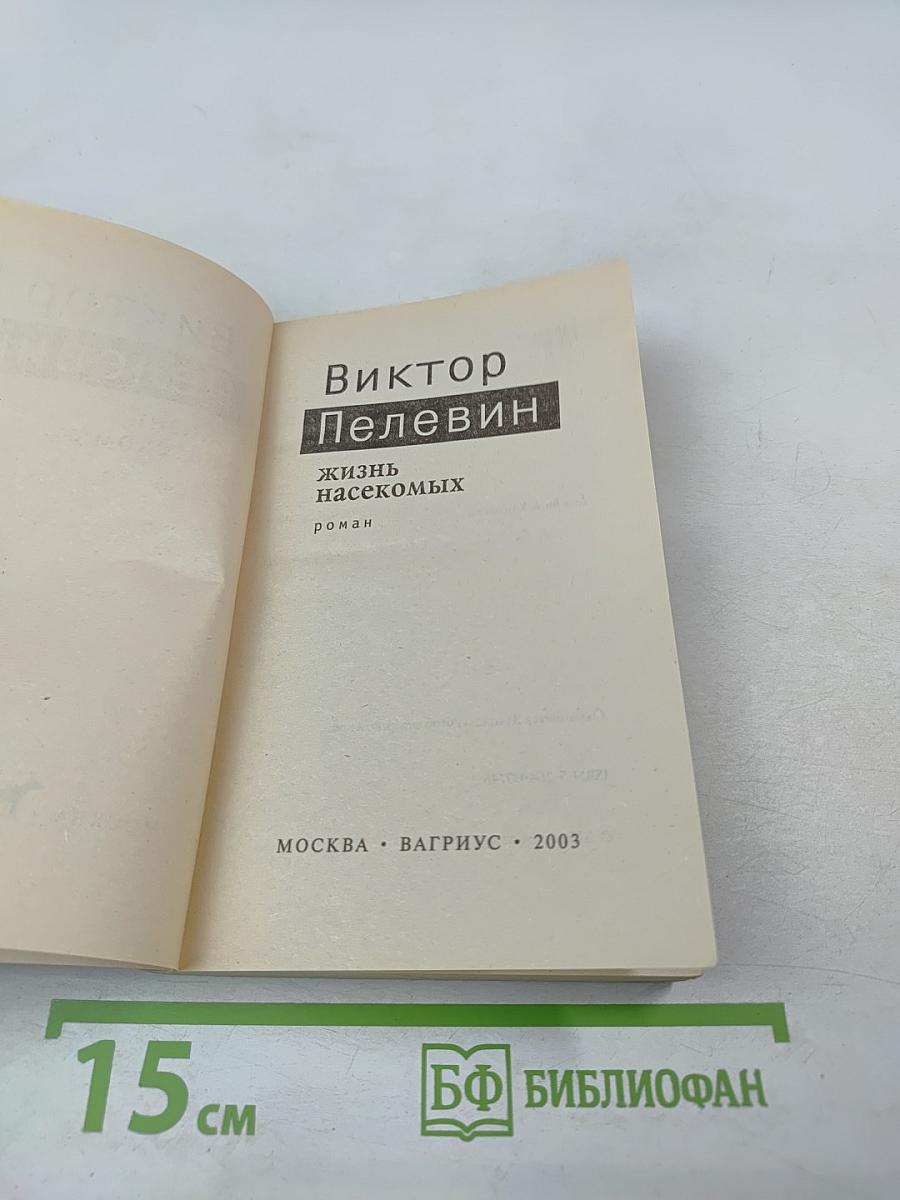 Виктор
Пелевин
жизнь
насекомых
роман
МОСКВА • ВАГРИУС • 2003
15 см
БФ БИБЛИОФАН